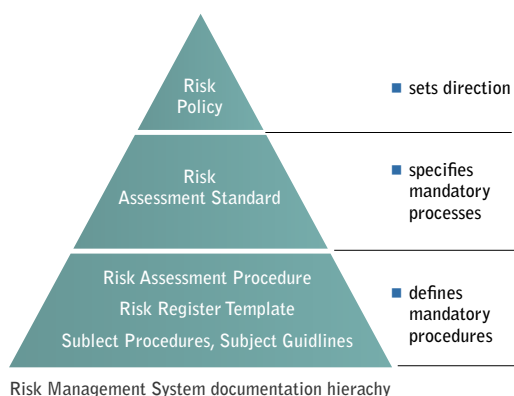 Risk
Policy
sets direction
Risk
Assessment Standard
specifies
mandatory
processes
Risk Assessment Procedure
Risk Register Template
Sublect Procedures, Subject Guidlines
defines
mandatory
procedures
Risk Management System documentation hierachy